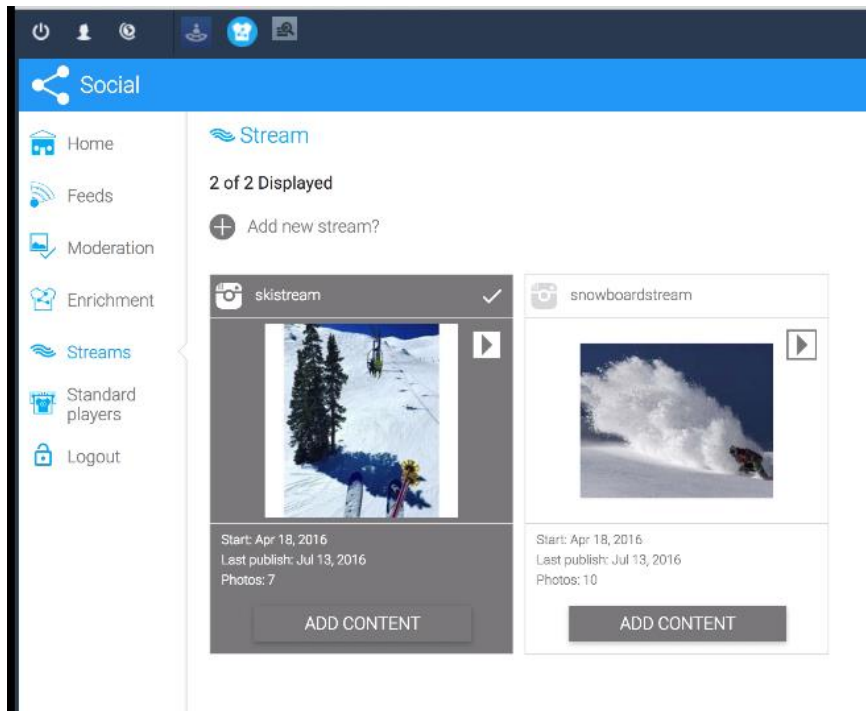 Social
Home
Feeds
Moderation
Enrichment
Streams
Standard
players
Logout
Stream
2 of 2 Displayed
Add new stream?
skistream
Start: Apr 18, 2016
Last publish: Jul 13, 2016
Photos: 7
ADD CONTENT
snowboardstream
Start: Apr 18, 2016
Last publish: Jul 13, 2016
Photos: 10
ADD CONTENT